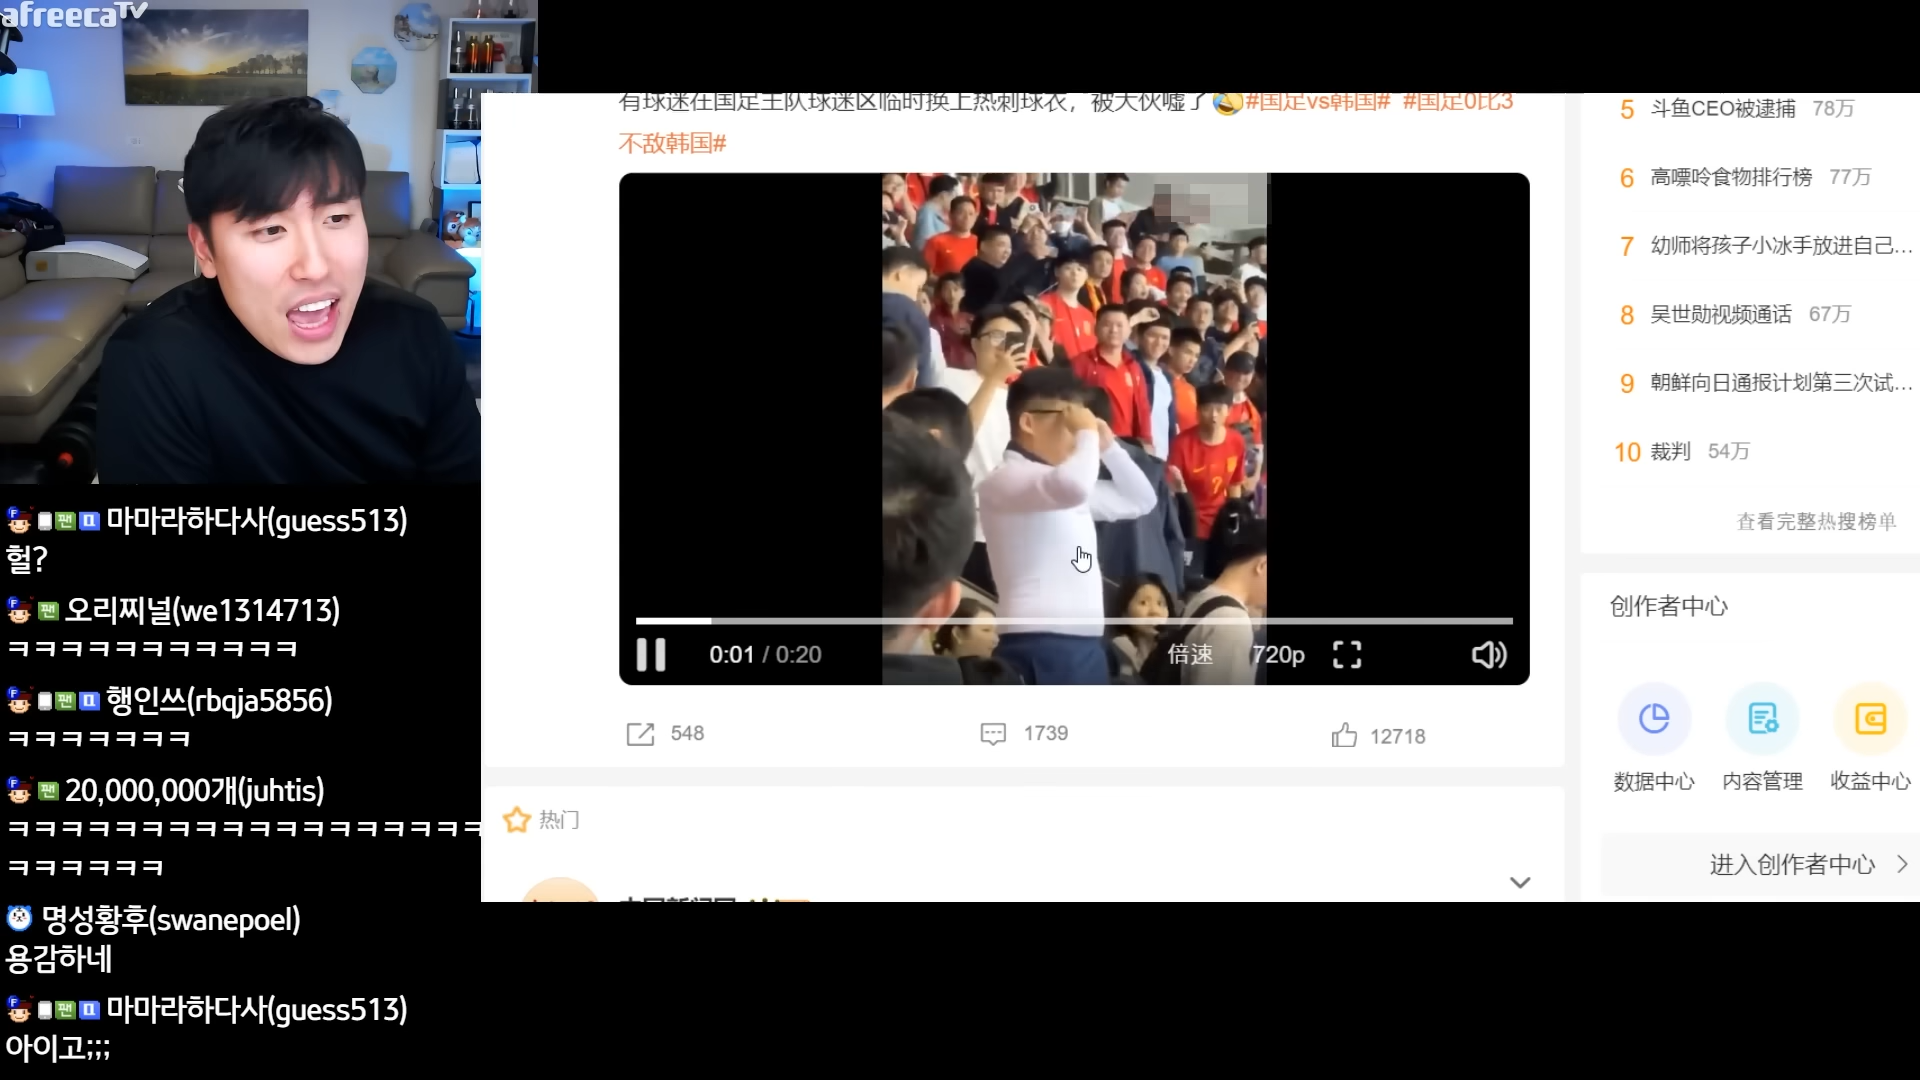 afreecaTV
有球迷在国足主队球迷区临时换上热刺球衣，被大伙嘘了#国足vs韩国# #国足0比3
不敌韩国#
0:01 / 0:20
倍速
720p
548
1739
12718
热门
5 斗鱼CEO被逮捕 78万
6 高嘌呤食物排行榜 77万
7 幼师将孩子小冰手放进自己...
8 吴世勋视频通话 67万
9 朝鲜向日通报计划第三次试...
10 裁判 54万
查看完整热搜榜单
创作者中心
数据中心 内容管理 收益中心
进入创作者中心
마마라하다사(guess513)
헐?
오리찌널(we1314713)
ㅋㅋㅋㅋㅋㅋㅋㅋㅋㅋㅋ
행인쓰(rbqja5856)
ㅋㅋㅋㅋㅋㅋㅋ
20,000,000개(juhtis)
ㅋㅋㅋㅋㅋㅋㅋㅋㅋㅋㅋㅋㅋㅋㅋㅋㅋㅋ
ㅋㅋㅋㅋㅋㅋ
명성황후(swanepoel)
용감하네
마마라하다사(guess513)
아이고;;;